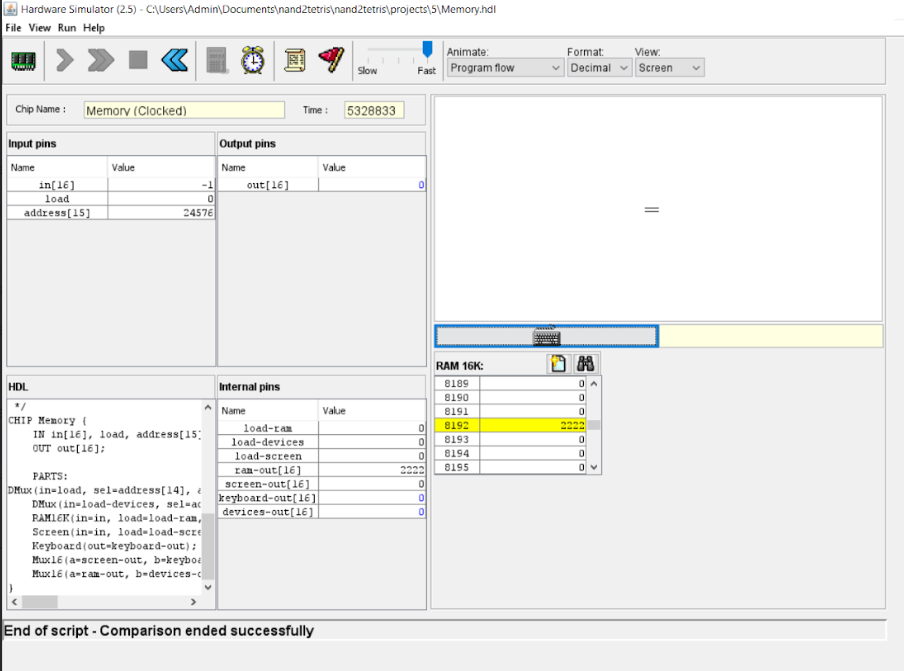 Hardware Simulator (2.5) - C:\Users\Admin\Documents\nand2tetris\nand2tetris\projects\5\Memory.hdl
File View Run Help
Slow Fast
Animate: Format: View:
Program flow Decimal Screen
Chip Name : Memory (Clocked) Time : 5328833
Input pins
Name Value
in[16] -1
load 0
address[15] 24576
Output pins
Name Value
out[16] 0
HDL
*/
CHIP Memory {
IN in[16], load, address[15]
OUT out[16];
PARTS:
DMux(in=load, sel=address[14], a
DMux(in=load-devices, sel=ad
RAM16K(in=in, load=load-ram,
Screen(in=in, load=load-scre
Keyboard(out=keyboard-out);
Mux16(a=screen-out, b=keyboa
Mux16(a=ram-out, b=devices-o
}
Internal pins
Name Value
load-ram 0
load-devices 0
load-screen 0
ram-out[16] 2222
screen-out[16] 0
keyboard-out[16] 0
devices-out[16] 0
RAM 16K:
8189 0
8190 0
8191 0
8192 2222
8193 0
8194 0
8195 0
End of script - Comparison ended successfully